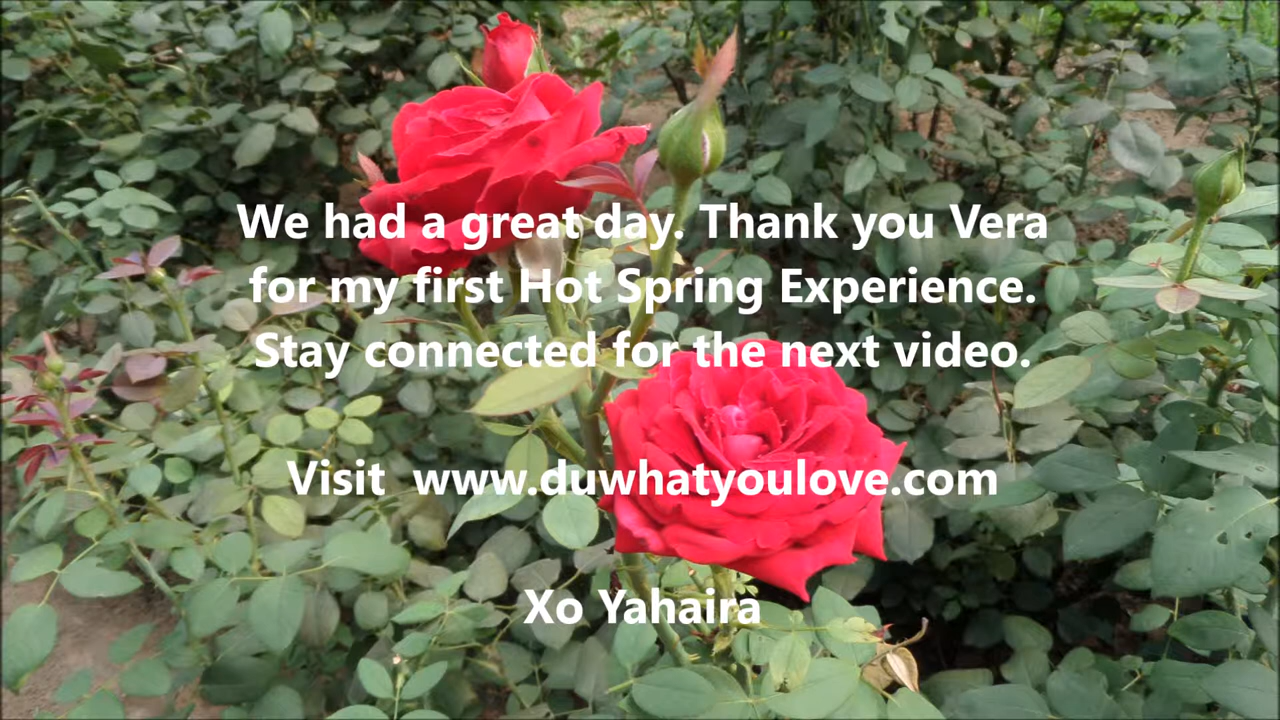 We had a great day. Thank you Vera
for my first Hot Spring Experience.
Stay connected for the next video.
Visit  www.duwhatyoulove.com
Xo Yahaira